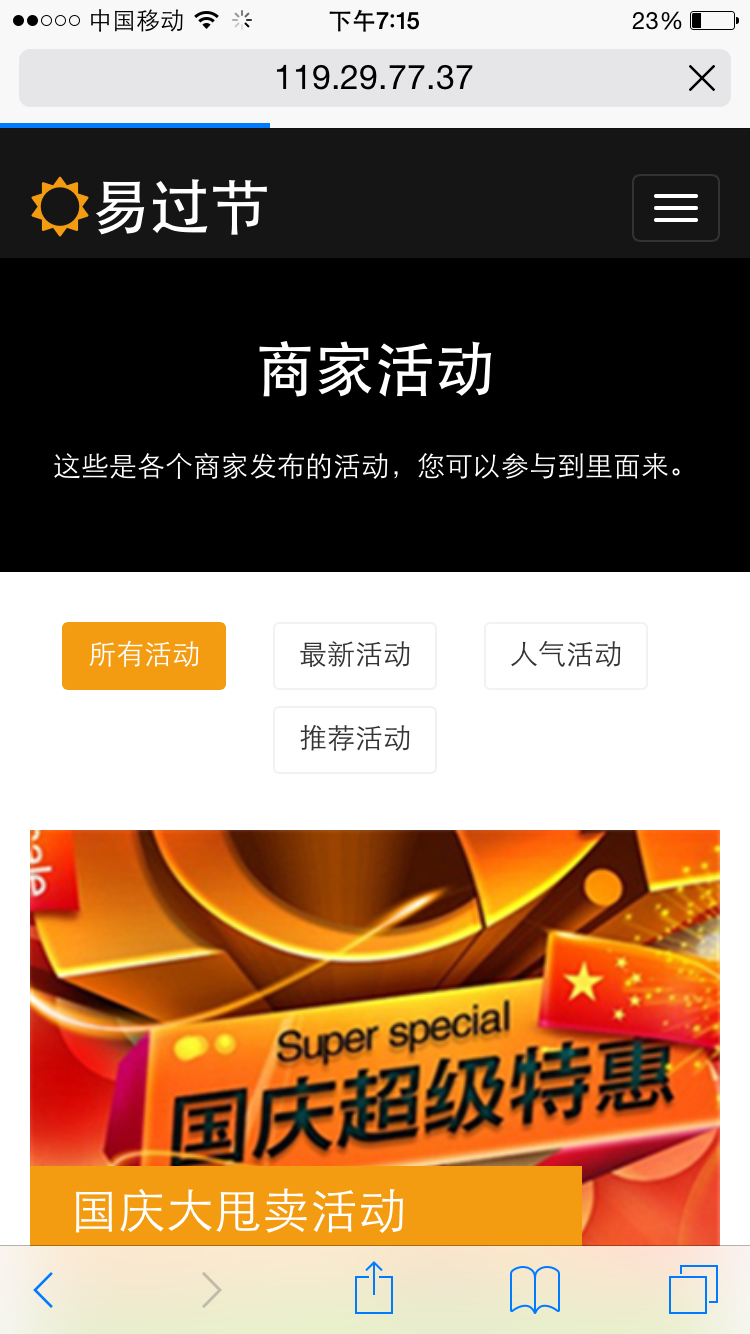 中国移动 下午7:15 23%
119.29.77.37
易过节
商家活动
这些是各个商家发布的活动，您可以参与到里面来。
所有活动 最新活动 人气活动
推荐活动
sale
Super special
国庆超级特惠
国庆大甩卖活动